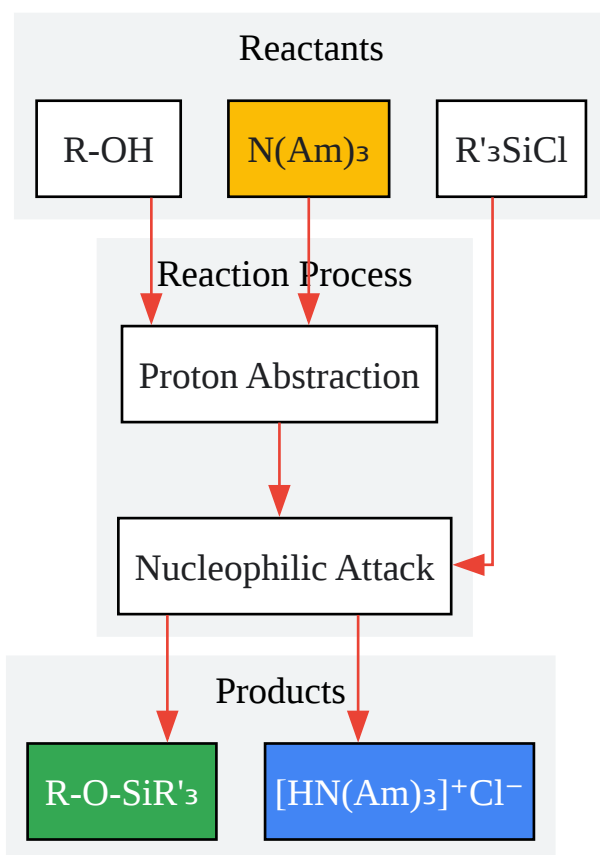 Reactants
R-OH
N(Am)₃
R'₃SiCl
Reaction Process
Proton Abstraction
Nucleophilic Attack
Products
R-O-SiR'₃
[HN(Am)₃]⁺Cl⁻